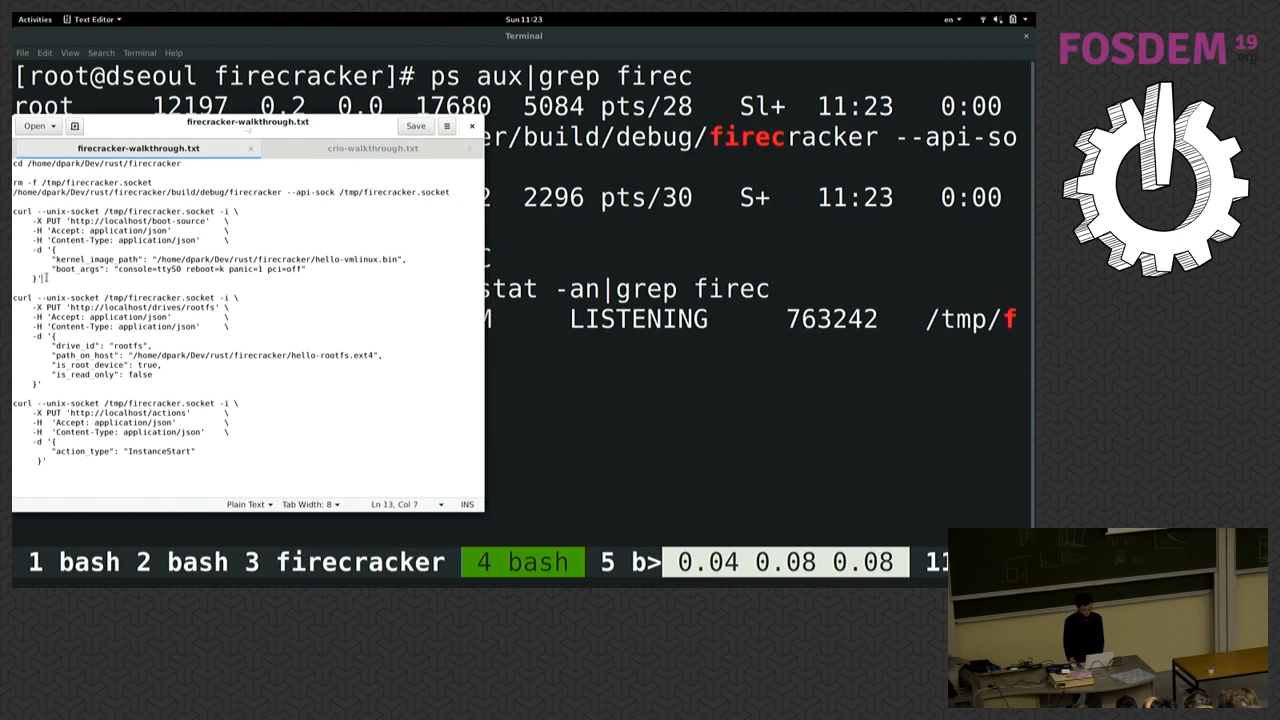 Activities Text Editor Sun 11:23 en
Terminal
File Edit View Search Terminal Help
[root@dseoul firecracker]# ps aux|grep firec
root 12197 0.2 0.0 17680 5084 pts/28 Sl+ 11:23 0:00
er/build/debug/firecracker --api-so
2296 pts/30 S+ 11:23 0:00
stat -an|grep firec
LISTENING 763242 /tmp/f
1 bash 2 bash 3 firecracker 4 bash 5 b> 0.04 0.08 0.08 11
Open firecracker-walkthrough.txt Save
~/
firecracker-walkthrough.txt crio-walkthrough.txt
cd /home/dpark/Dev/rust/firecracker
rm -f /tmp/firecracker.socket
/home/dpark/Dev/rust/firecracker/build/debug/firecracker --api-sock /tmp/firecracker.socket
curl --unix-socket /tmp/firecracker.socket -i \
-X PUT 'http://localhost/boot-source' \
-H 'Accept: application/json' \
-H 'Content-Type: application/json' \
-d '{
"kernel_image_path": "/home/dpark/Dev/rust/firecracker/hello-vmlinux.bin",
"boot_args": "console=ttyS0 reboot=k panic=1 pci=off"
}'
curl --unix-socket /tmp/firecracker.socket -i \
-X PUT 'http://localhost/drives/rootfs' \
-H 'Accept: application/json' \
-H 'Content-Type: application/json' \
-d '{
"drive_id": "rootfs",
"path_on_host": "/home/dpark/Dev/rust/firecracker/hello-rootfs.ext4",
"is_root_device": true,
"is_read_only": false
}'
curl --unix-socket /tmp/firecracker.socket -i \
-X PUT 'http://localhost/actions' \
-H 'Accept: application/json' \
-H 'Content-Type: application/json' \
-d '{
"action_type": "InstanceStart"
}'
Plain Text Tab Width: 8 Ln 13, Col 7 INS
FOSDEM 19
.org